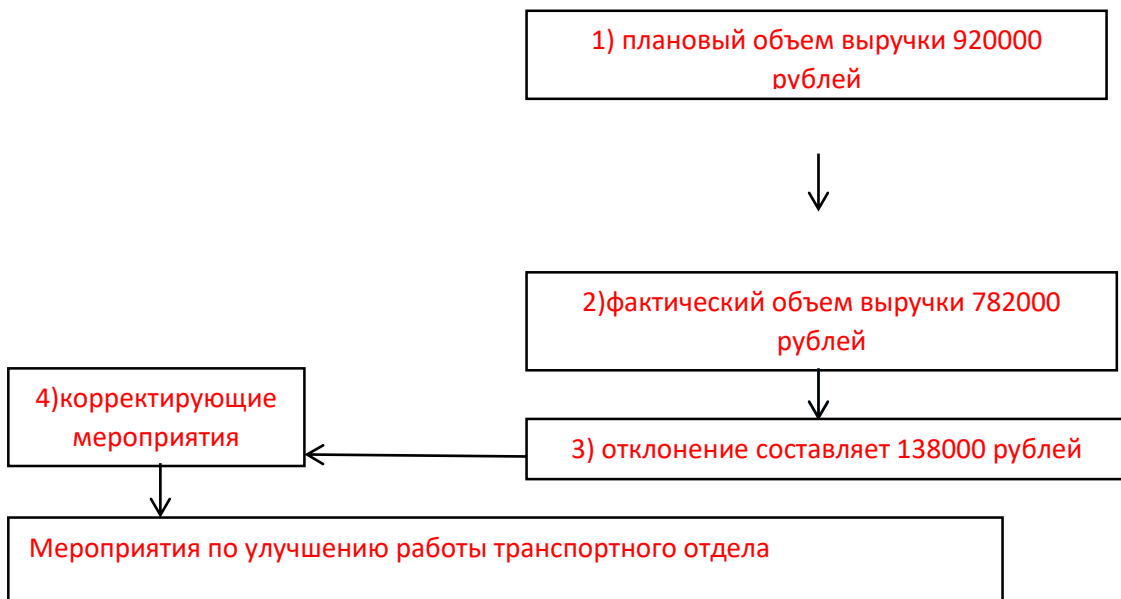 1) плановый объем выручки 920000
рублей
2)фактический объем выручки 782000
рублей
4)корректирующие
мероприятия
3) отклонение составляет 138000 рублей
Мероприятия по улучшению работы транспортного отдела